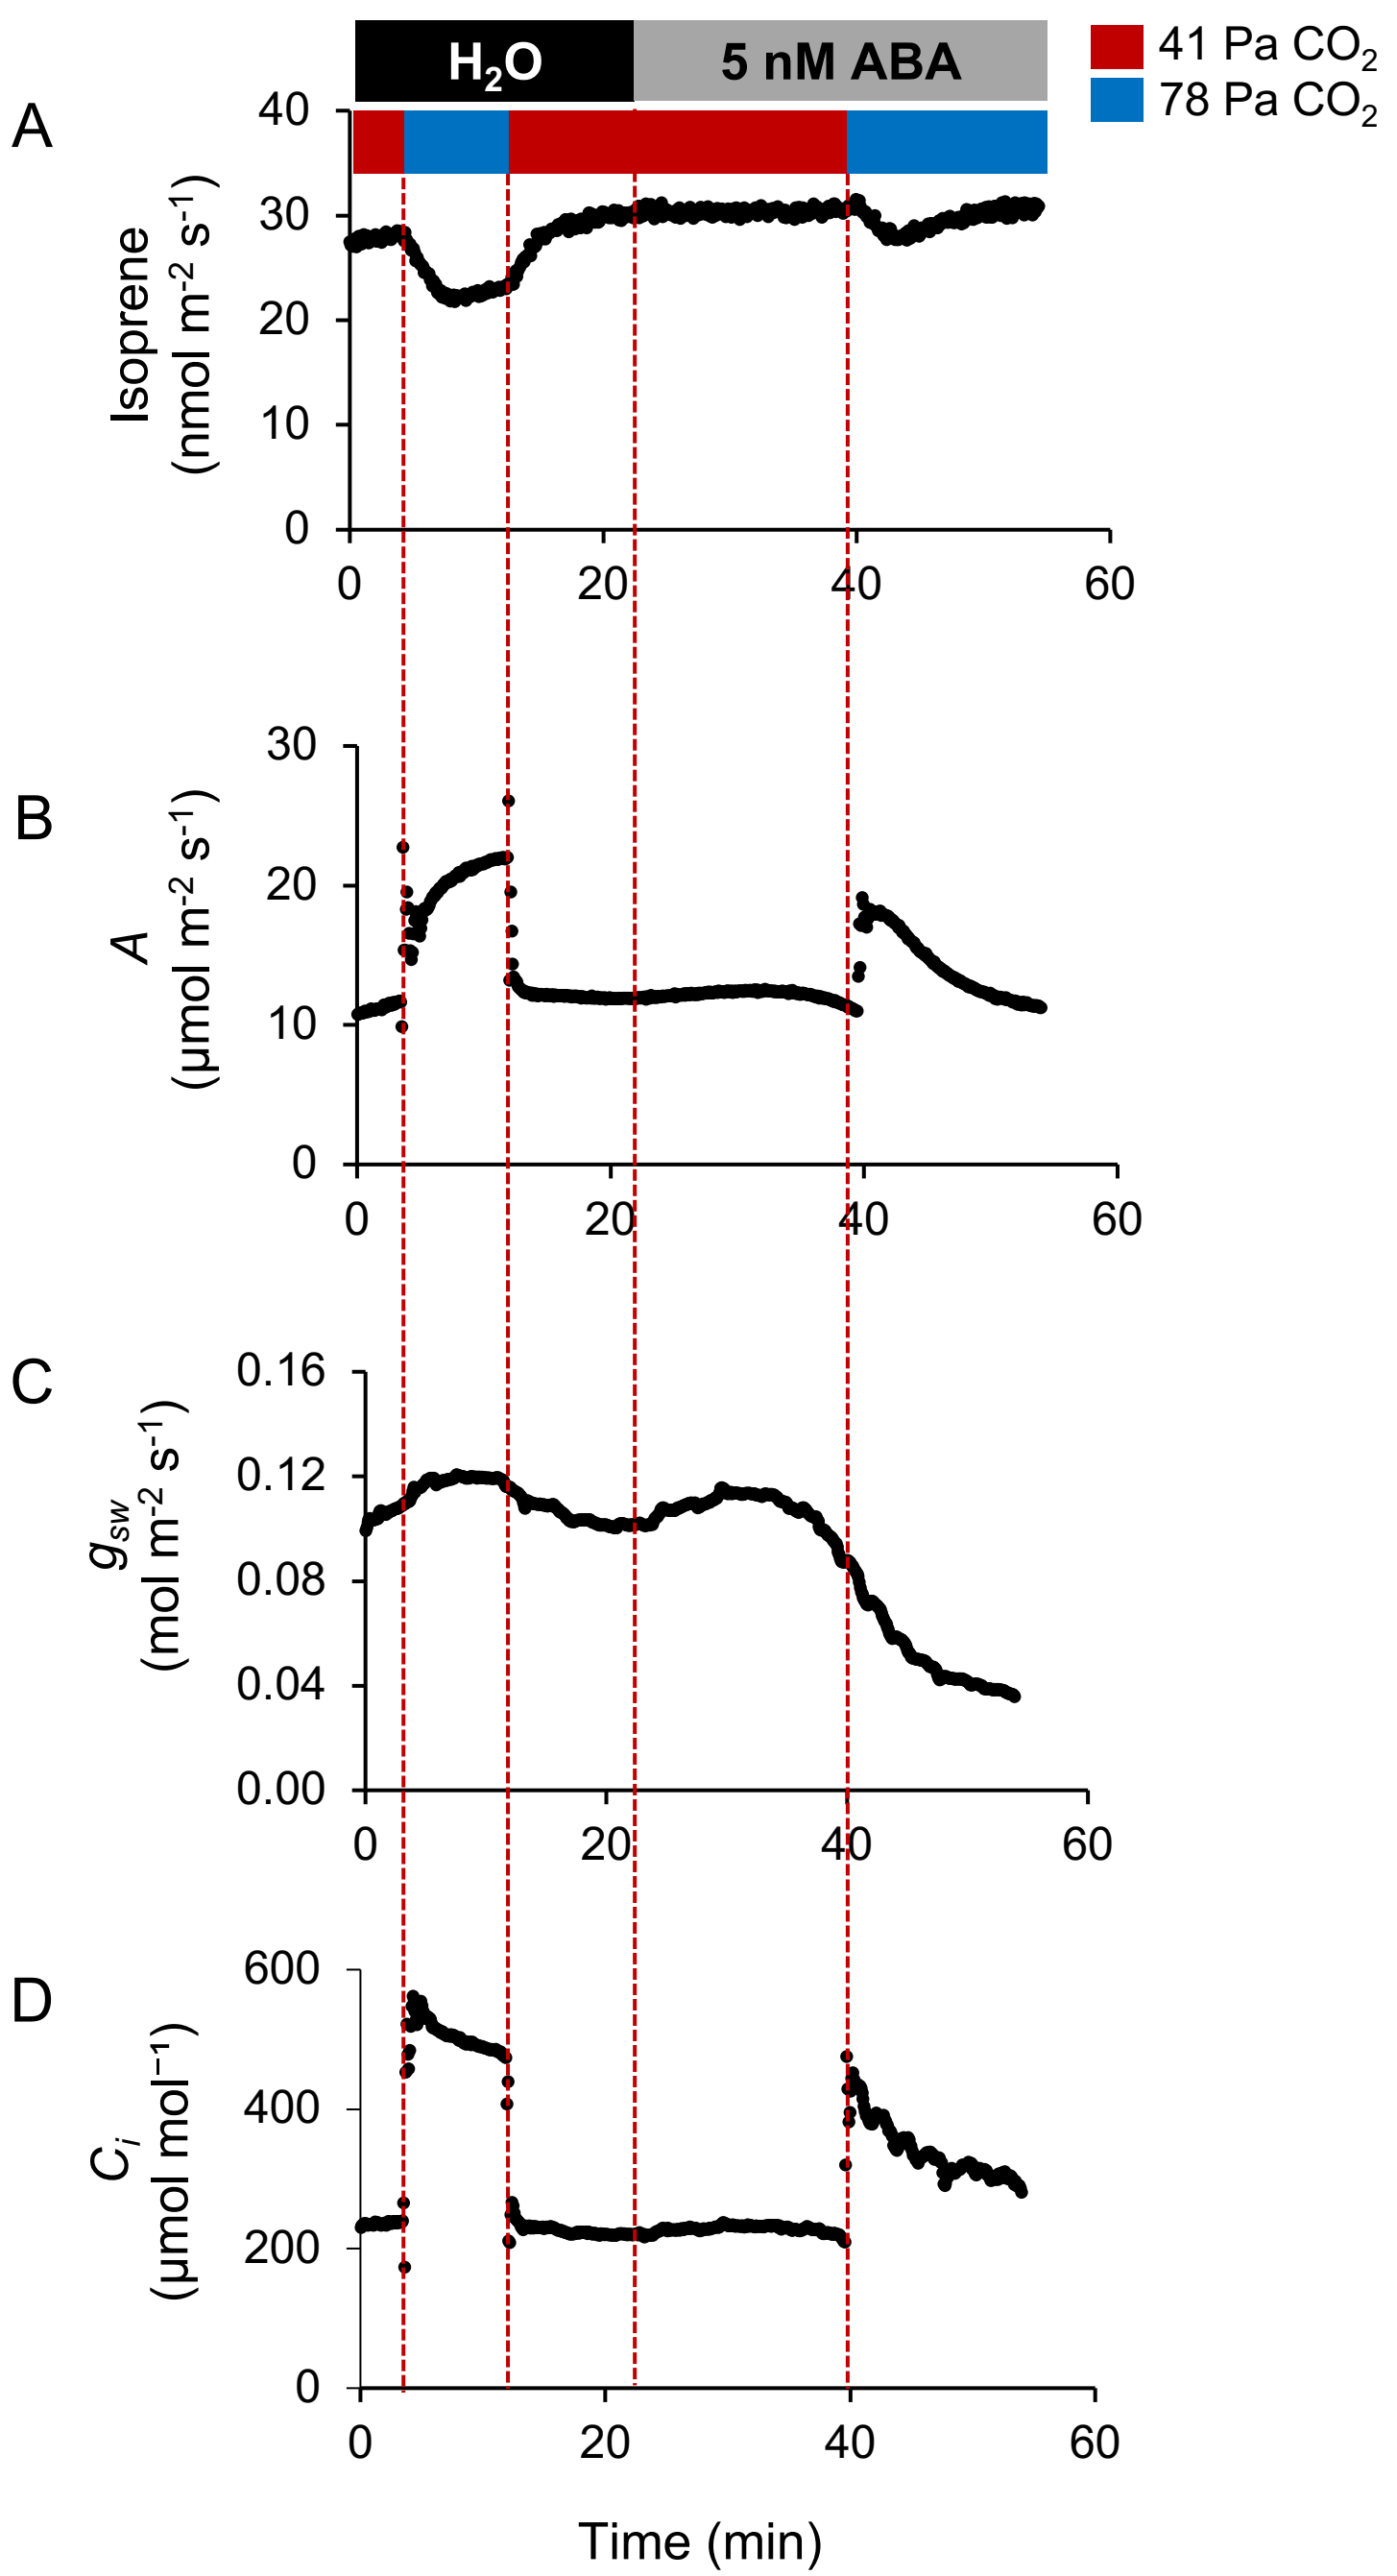 H₂O
5 nM ABA
41 Pa CO₂
78 Pa CO₂
A
Isoprene
(nmol m⁻² s⁻¹)
40
30
20
10
0
0 20 40 60
B
A
(µmol m⁻² s⁻¹)
30
20
10
0
0 20 40 60
C
gsw
(mol m⁻² s⁻¹)
0.16
0.12
0.08
0.04
0.00
0 20 40 60
D
Ci
(µmol mol⁻¹)
600
400
200
0
0 20 40 60
Time (min)